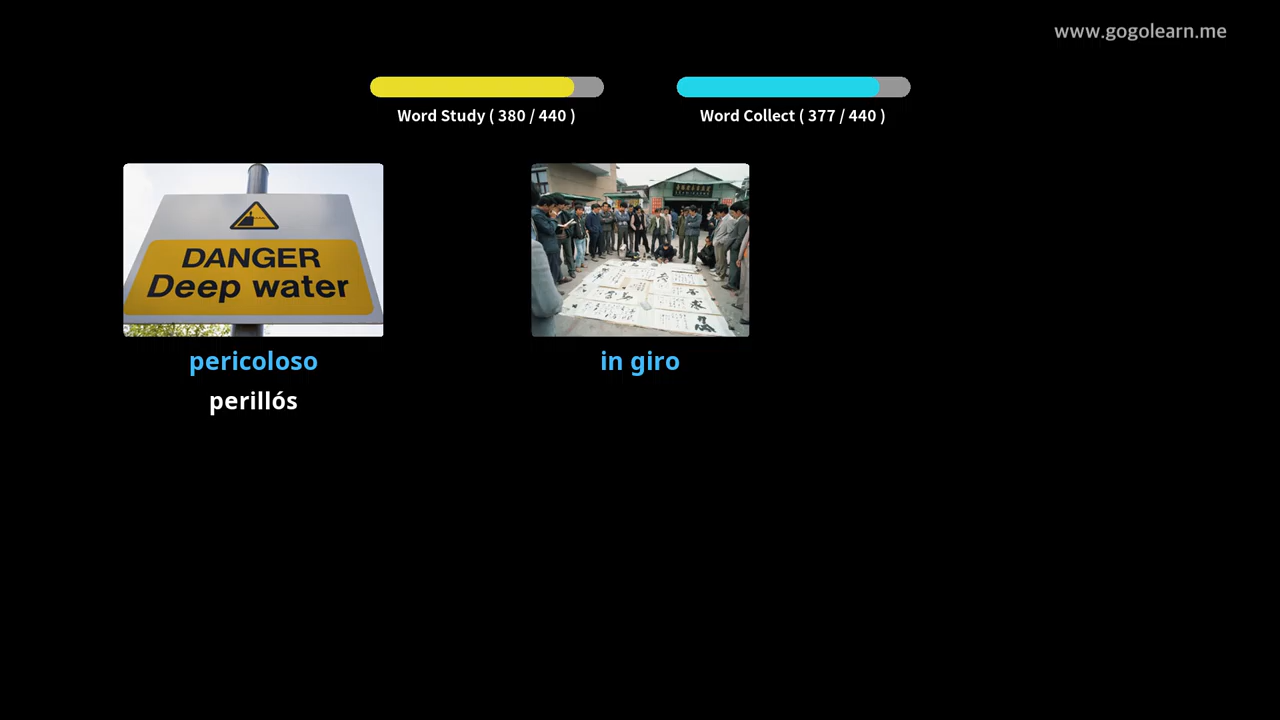 www.gogolearn.me
Word Study ( 380 / 440 )
Word Collect ( 377 / 440 )
DANGER
Deep water
pericoloso
in giro
perillós